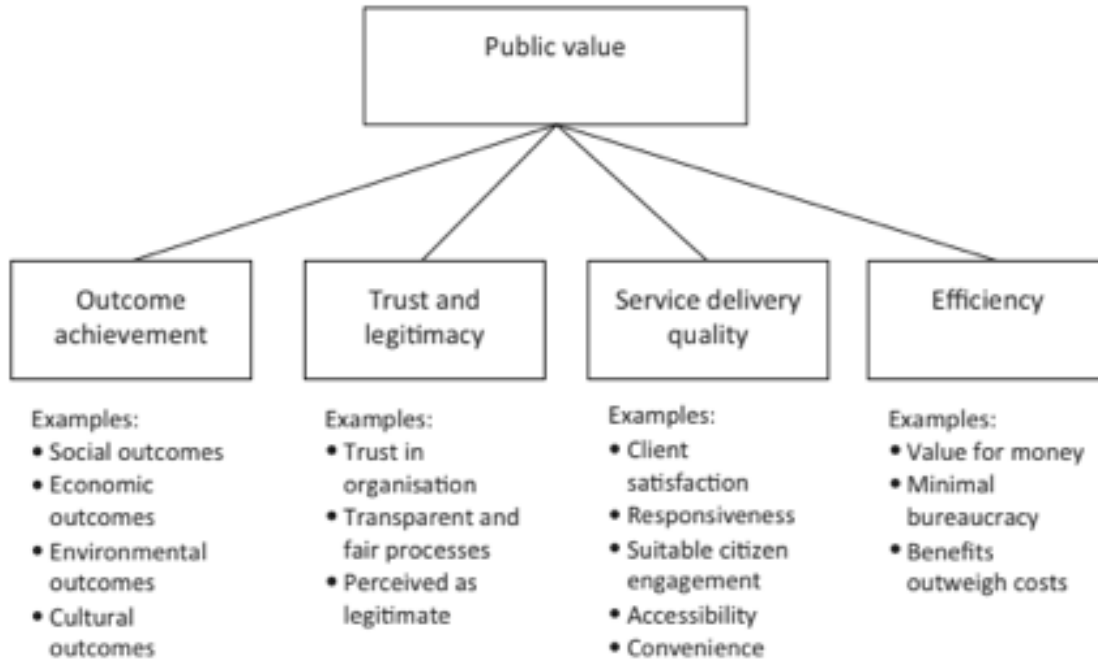 Public value
Outcome
achievement
Trust and
legitimacy
Service delivery
quality
Efficiency
Examples:
• Social outcomes
• Economic
outcomes
• Environmental
outcomes
• Cultural
outcomes
Examples:
• Trust in
organisation
• Transparent and
fair processes
• Perceived as
legitimate
Examples:
• Client
satisfaction
• Responsiveness
• Suitable citizen
engagement
• Accessibility
• Convenience
Examples:
• Value for money
• Minimal
bureaucracy
• Benefits
outweigh costs